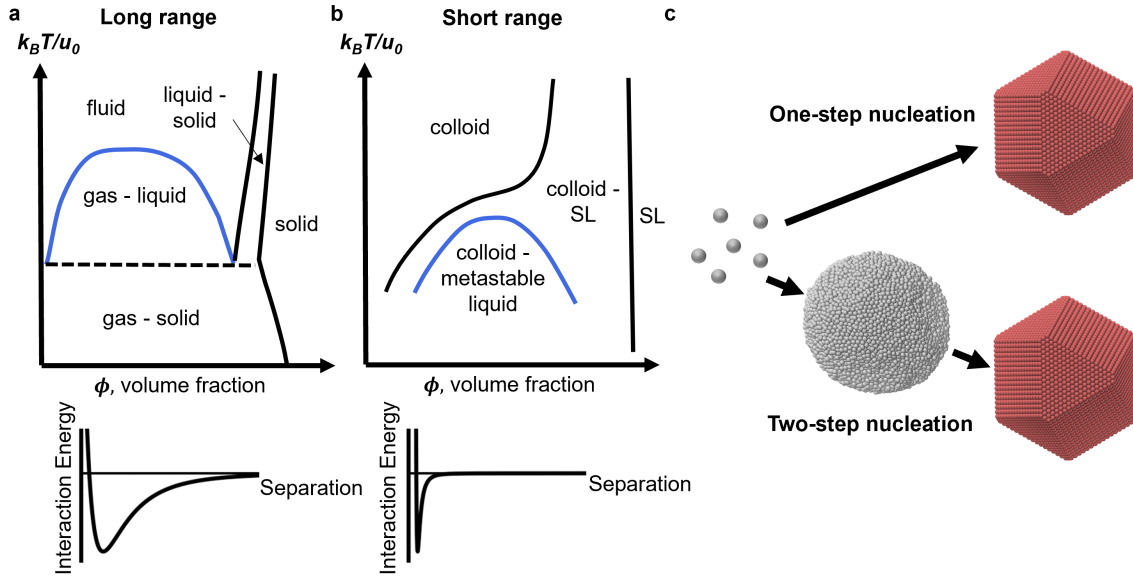 a
Long range
k_BT/u_0
fluid
liquid -
solid
gas - liquid
solid
gas - solid
ϕ, volume fraction
Interaction Energy
Separation
b
Short range
k_BT/u_0
colloid
colloid -
SL
SL
colloid -
metastable
liquid
ϕ, volume fraction
Interaction Energy
Separation
c
One-step nucleation
Two-step nucleation